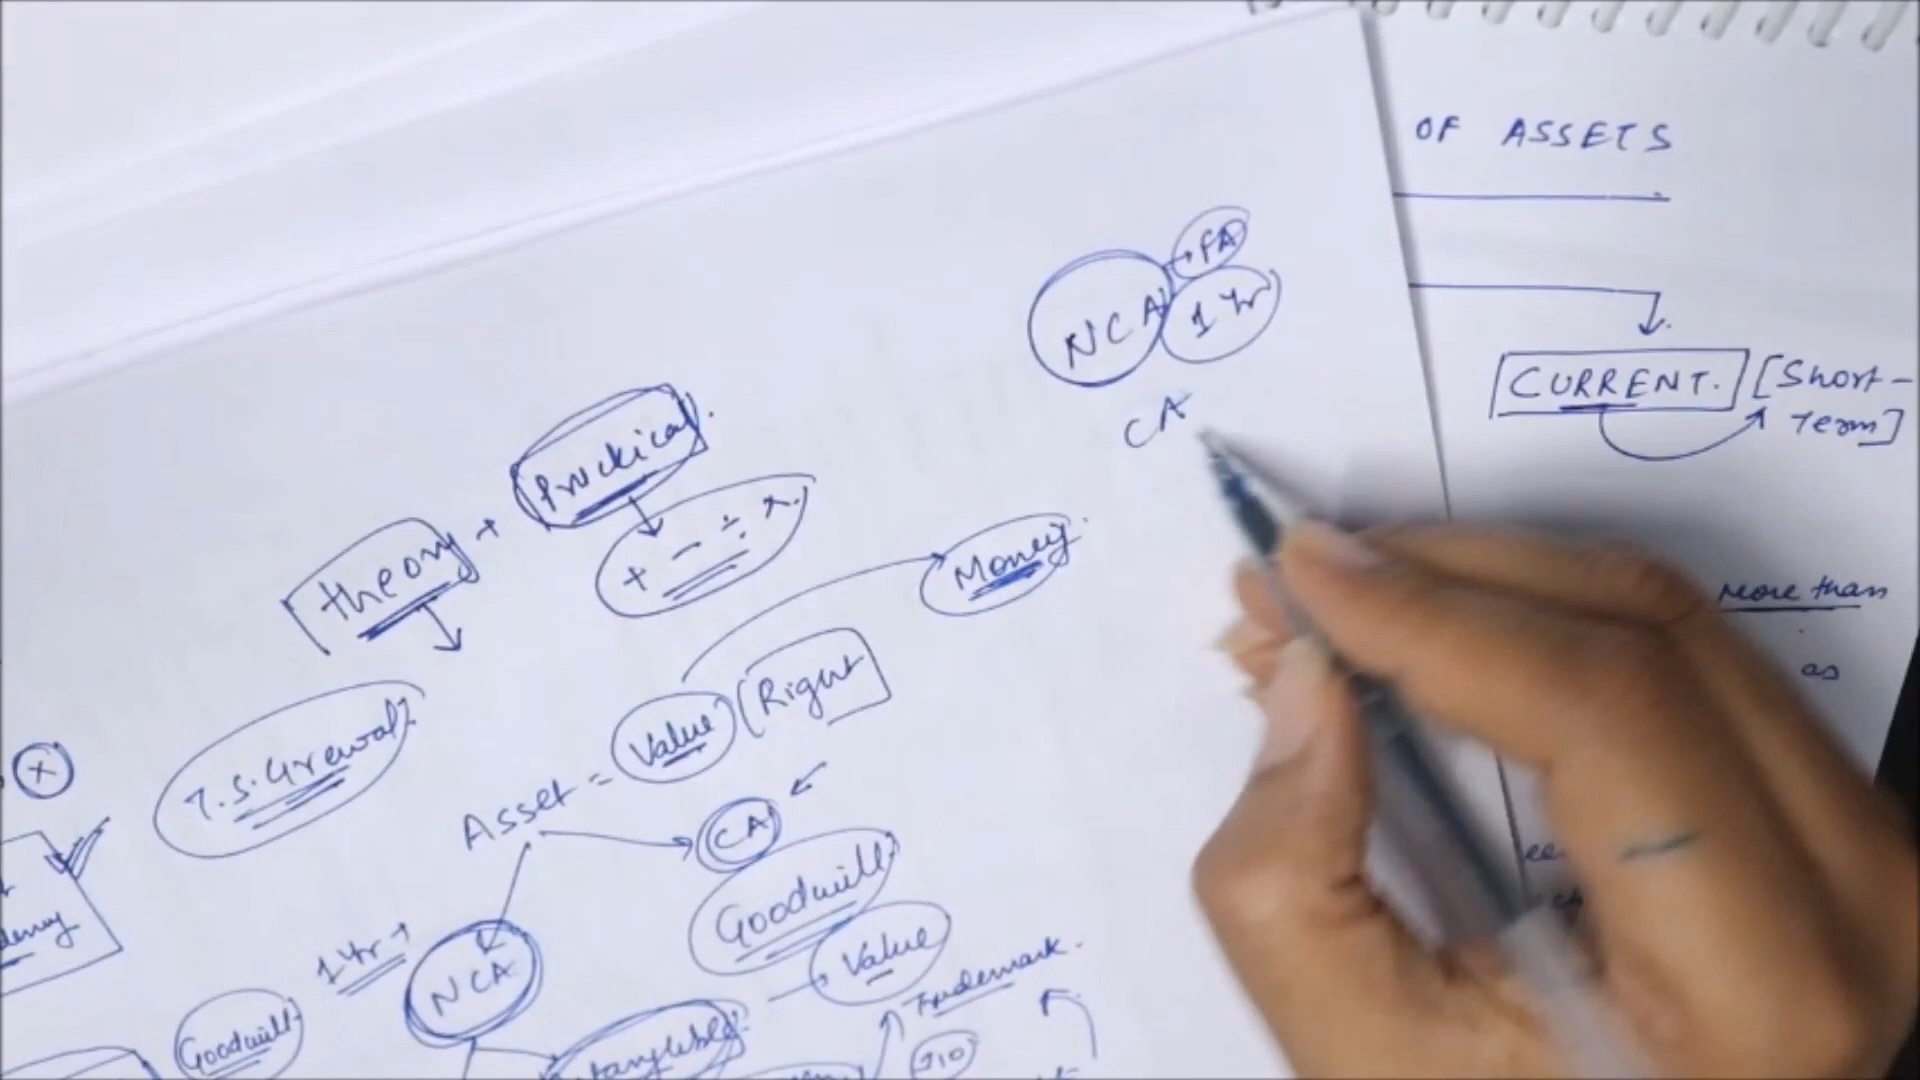 OF ASSETS
CURRENT. [Short-
Term]
More than
as
FA
NCA
1 Yr
CA
Practical.
Theory +
+ - ÷ ×.
Money.
T.S.Grewal.
Asset = Value (Right
CA
Goodwill.
Value
1 Yr +
NCA
Trademark.
Goodwill.
JIO